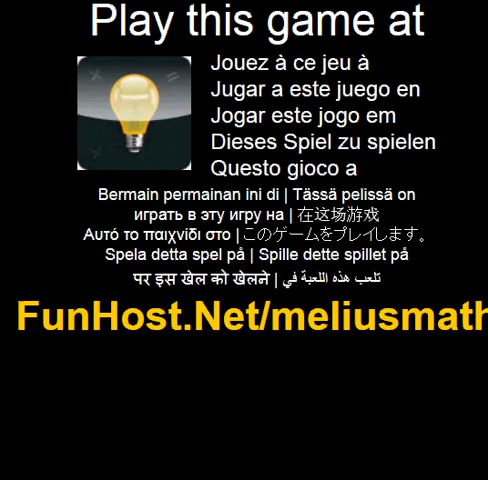 Play this game at
Jouez à ce jeu à
Jugar a este juego en
Jogar este jogo em
Dieses Spiel zu spielen
Questo gioco a
Bermain permainan ini di | Tässä pelissä on
играть в эту игру на | 在这场游戏
Αυτό το παιχνίδι στο | このゲームをプレイします。
Spela detta spel på | Spille dette spillet på
पर इस खेल को खेलने | تلعب هذه اللعبة في
FunHost.Net/meliusmath